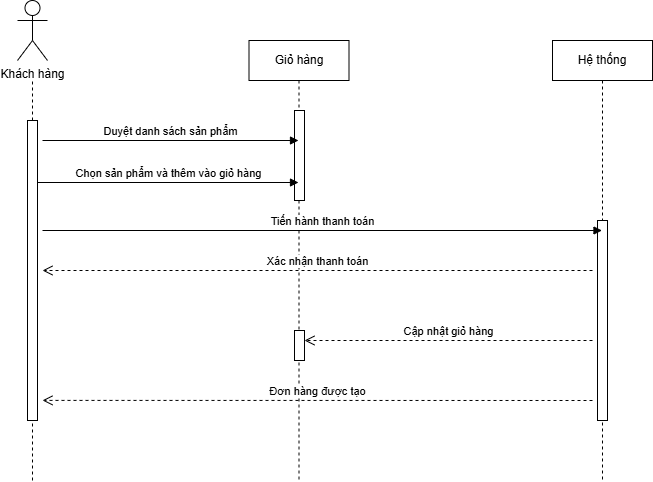 Khách hàng
Giỏ hàng
Hệ thống
Duyệt danh sách sản phẩm
Chọn sản phẩm và thêm vào giỏ hàng
Tiến hành thanh toán
Xác nhận thanh toán
Cập nhật giỏ hàng
Đơn hàng được tạo